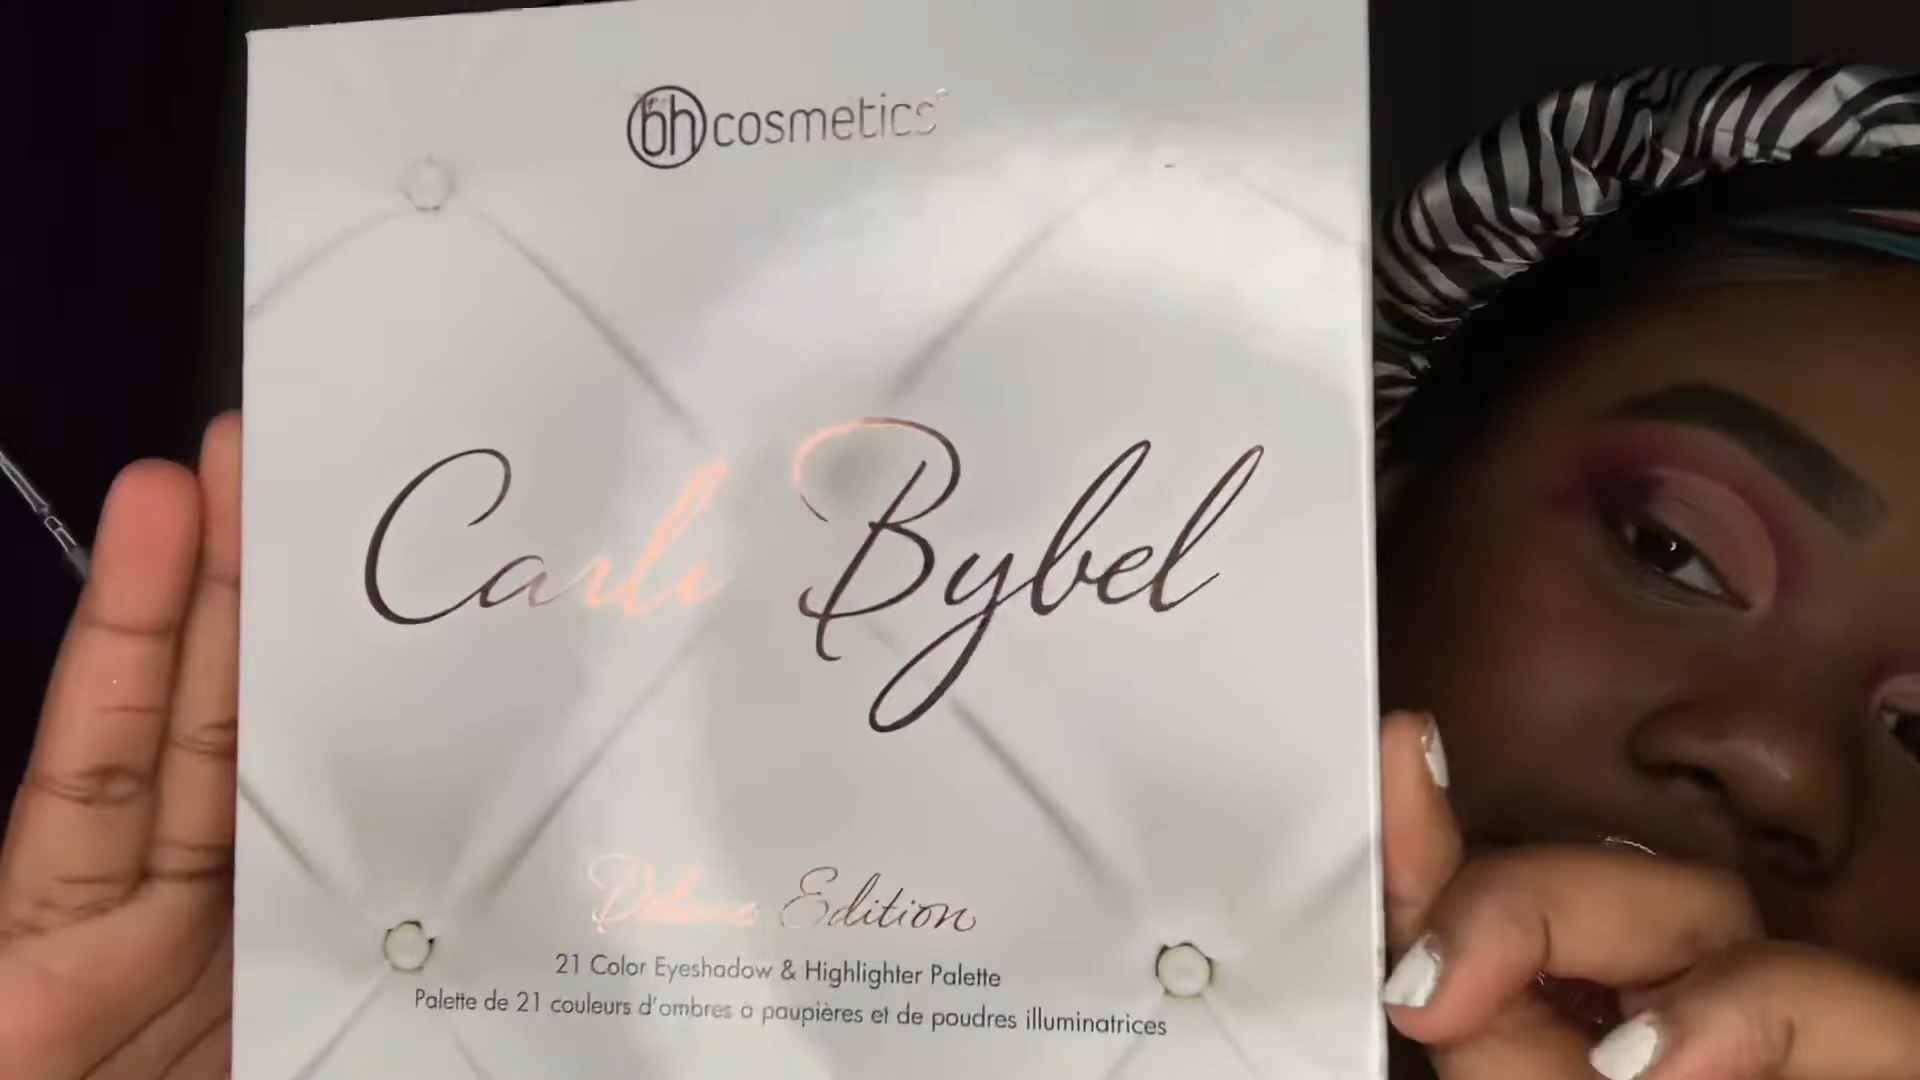 bh cosmetics
Carli Bybel
Deluxe Edition
21 Color Eyeshadow & Highlighter Palette
Palette de 21 couleurs d'ombres à paupières et de poudres illuminatrices